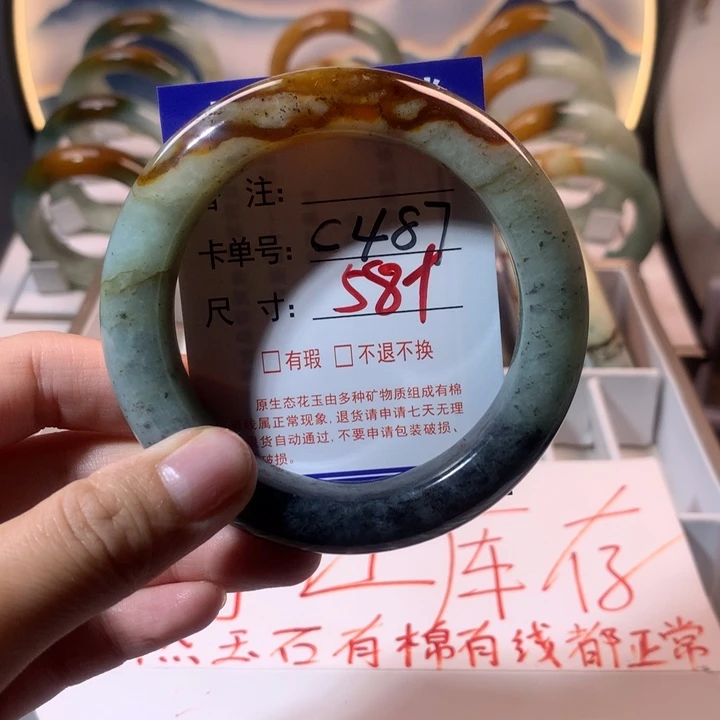 注:
卡单号: C487
尺寸: 581
□有瑕 □不退不换
原生态花玉由多种矿物质组成有棉
线属正常现象, 退货请申请七天无理
退货自动通过, 不要申请包装破损、
破损。
库存
然玉石有棉有线都正常